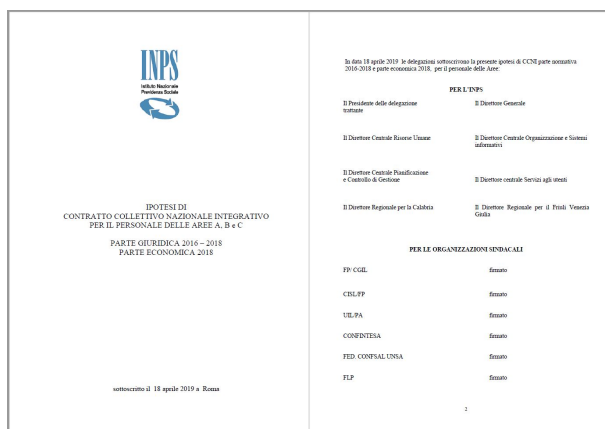 INPS
Istituto Nazionale
Previdenza Sociale
IPOTESI DI
CONTRATTO COLLETTIVO NAZIONALE INTEGRATIVO
PER IL PERSONALE DELLE AREE A, B e C
PARTE GIURIDICA 2016 – 2018
PARTE ECONOMICA 2018
sottoscritto il 18 aprile 2019 a Roma
In data 18 aprile 2019 le delegazioni sottoscrivono la presente ipotesi di CCNI parte normativa
2016-2018 e parte economica 2018, per il personale delle Aree.
PER L'INPS
Il Presidente delle delegazione
trattante
Il Direttore Generale
Il Direttore Centrale Risorse Umane
Il Direttore Centrale Organizzazione e Sistemi
informativi
Il Direttore Centrale Pianificazione
e Controllo di Gestione
Il Direttore centrale Servizi agli utenti
Il Direttore Regionale per la Calabria
Il Direttore Regionale per il Friuli Venezia
Giulia
PER LE ORGANIZZAZIONI SINDACALI
FP/ CGIL firmato
CISL/FP firmato
UIL/PA firmato
CONFINTESA firmato
FED. CONFSAL UNSA firmato
FLP firmato
2